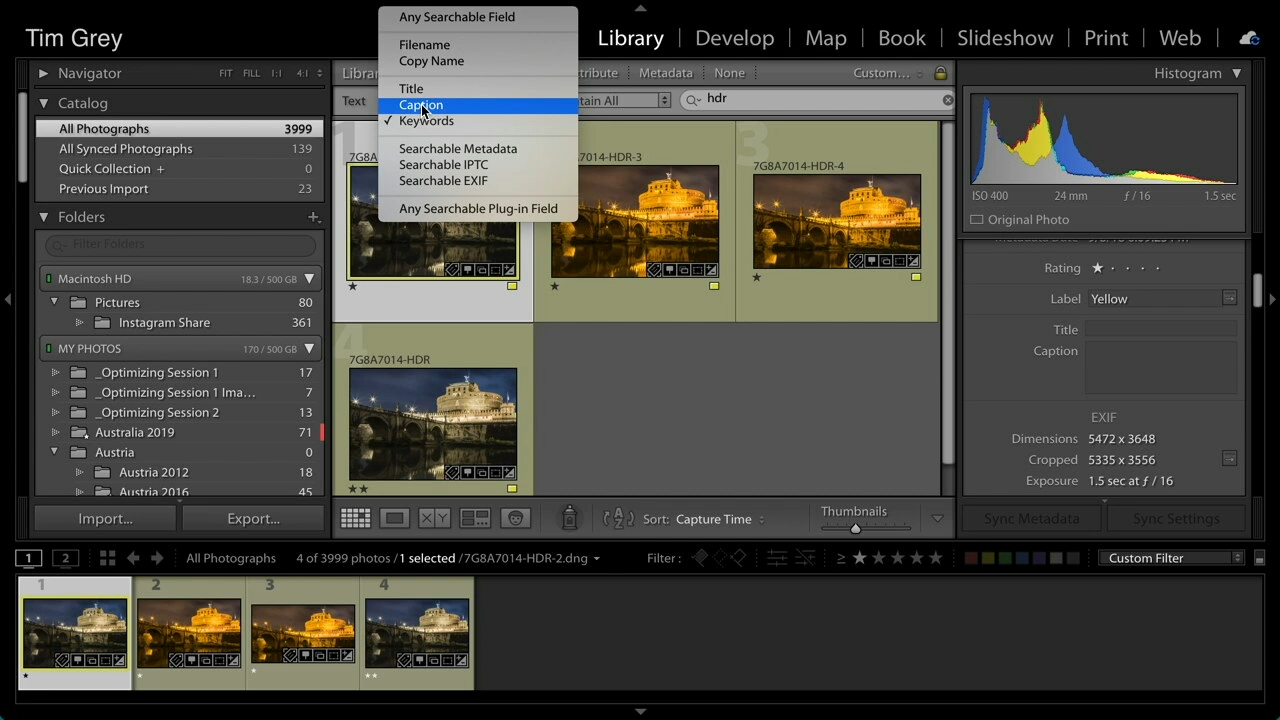 Tim Grey
Library | Develop | Map | Book | Slideshow | Print | Web
Any Searchable Field
Filename
Copy Name
Title
Caption
✓ Keywords
Searchable Metadata
Searchable IPTC
Searchable EXIF
Any Searchable Plug-in Field
Navigator FIT FILL 1:1 4:1
Catalog
All Photographs 3999
All Synced Photographs 139
Quick Collection + 0
Previous Import 23
Folders +
Filter Folders
Macintosh HD 18.3 / 500 GB
Pictures 80
Instagram Share 361
MY PHOTOS 170 / 500 GB
_Optimizing Session 1 17
_Optimizing Session 1 Ima... 7
_Optimizing Session 2 13
Australia 2019 71
Austria 0
Austria 2012 18
Austria 2016 45
Import... Export...
Metadata None Custom...
Text hdr
1 3
7G8A7014-HDR-4
4
7G8A7014-HDR
Sort: Capture Time Thumbnails
Histogram
ISO 400 24 mm ƒ / 16 1.5 sec
Original Photo
Rating ★ · · · ·
Label Yellow
Title
Caption
EXIF
Dimensions 5472 x 3648
Cropped 5335 x 3556
Exposure 1.5 sec at ƒ / 16
Sync Metadata Sync Settings
1 2 All Photographs 4 of 3999 photos / 1 selected / 7G8A7014-HDR-2.dng Filter : ≥ ★★★★★ Custom Filter
1 2 3 4